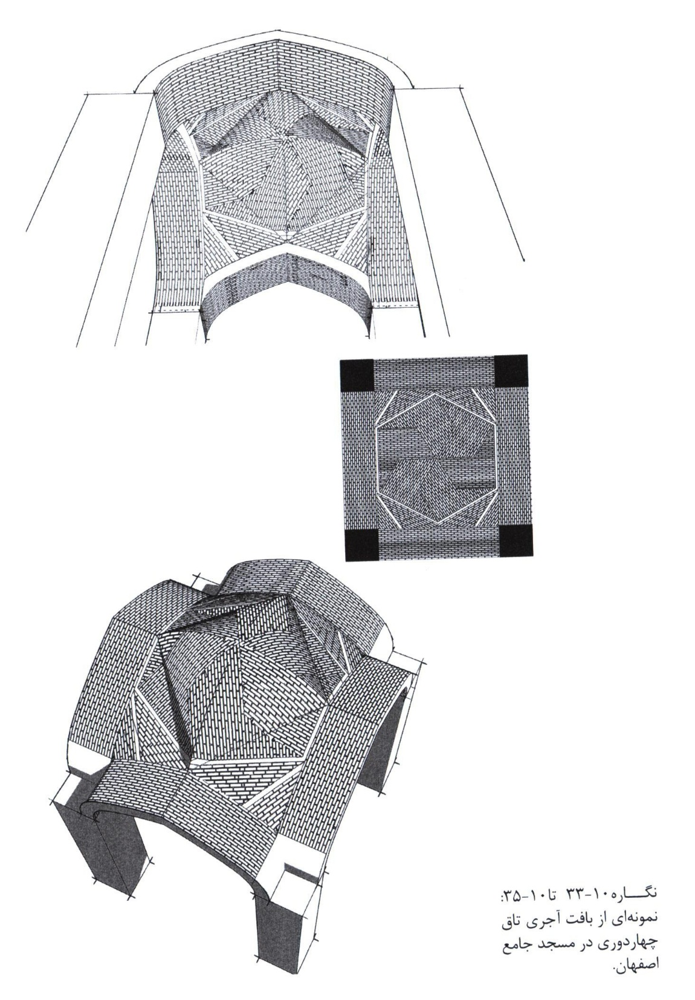 نگـــاره۱۰-۳۳ تا۱۰-۳۵:
نمونه‌ای از بافت آجری تاق
چهاردوری در مسجد جامع
اصفهان.